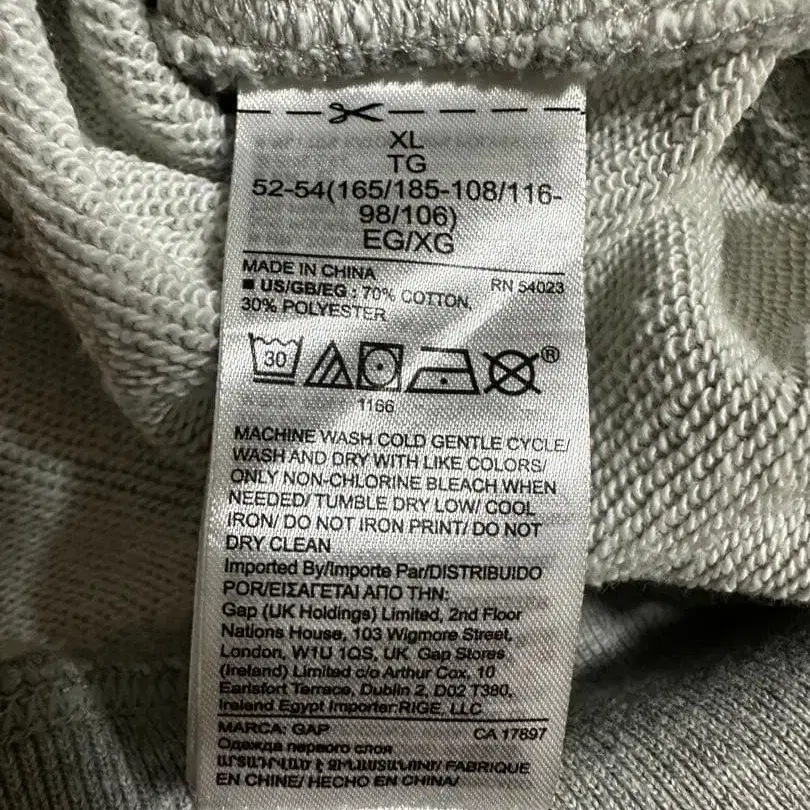 XL
TG
52-54(165/185-108/116-
98/106)
EG/XG
MADE IN CHINA
RN 54023
■ US/GB/EG : 70% COTTON,
30% POLYESTER
30
®
1166
MACHINE WASH COLD GENTLE CYCLE/
WASH AND DRY WITH LIKE COLORS/
ONLY NON-CHLORINE BLEACH WHEN
NEEDED/ TUMBLE DRY LOW/ COOL
IRON/ DO NOT IRON PRINT/ DO NOT
DRY CLEAN
Imported By/Importe Par/DISTRIBUIDO
POR/ΕΙΣΑΓΕΤΑΙ ΑΠΟ ΤΗΝ:
Gap (UK Holdings) Limited, 2nd Floor
Nations House, 103 Wigmore Street,
London, W1U 1QS, UK Gap Stores
(Ireland) Limited c/o Arthur Cox, 10
Earlsfort Terrace, Dublin 2, D02 T380,
Ireland Egypt Importer:RIGE, LLC
MARCA: GAP
CA 17897
Одежда первого слоя
ԱՐՏԱԴՐՎԱԾ Է ՉԻՆԱՍՏԱՆՈՒՄ/ FABRIQUE
EN CHINE/ HECHO EN CHINA/